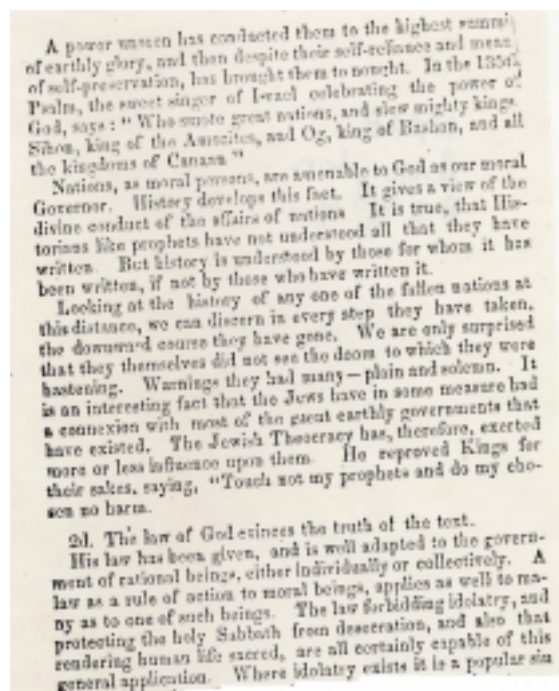 A power unseen has conducted them to the highest summit
of earthly glory, and then despite their self-reliance and means
of self-preservation, has brought them to nought. In the 135th
Psalm, the sweet singer of Israel celebrating the power of
God, says: "Who smote great nations, and slew mighty kings.
Sihon, king of the Amorites, and Og, king of Bashan, and all
the kingdoms of Canaan"
Nations, as moral persons, are amenable to God as our moral
Governor. History develops this fact. It gives a view of the
divine conduct of the affairs of nations It is true, that His-
torians like prophets have not understood all that they have
written. But history is understood by those for whom it has
been written, if not by those who have written it.
Looking at the history of any one of the fallen nations at
this distance, we can discern in every step they have taken,
the downward course they have gone. We are only surprised
that they themselves did not see the doom to which they were
hastening. Warnings they had many—plain and solemn. It
is an interesting fact that the Jews have in some measure had
a connexion with most of the great earthly governments that
have existed. The Jewish Theocracy has, therefore, exerted
more or less influence upon them. He reproved Kings for
their sakes, saying, "Touch not my prophets and do my cho-
sen no harm.
2d. The law of God evinces the truth of the text.
His law has been given, and is well adapted to the govern-
ment of rational beings, either individually or collectively. A
law as a rule of action to moral beings, applies as well to ma-
ny as to one of such beings. The law forbidding idolatry, and
protecting the holy Sabbath from desecration, and also that
rendering human life sacred, are all certainly capable of this
general application. Where idolatry exists it is a popular sin